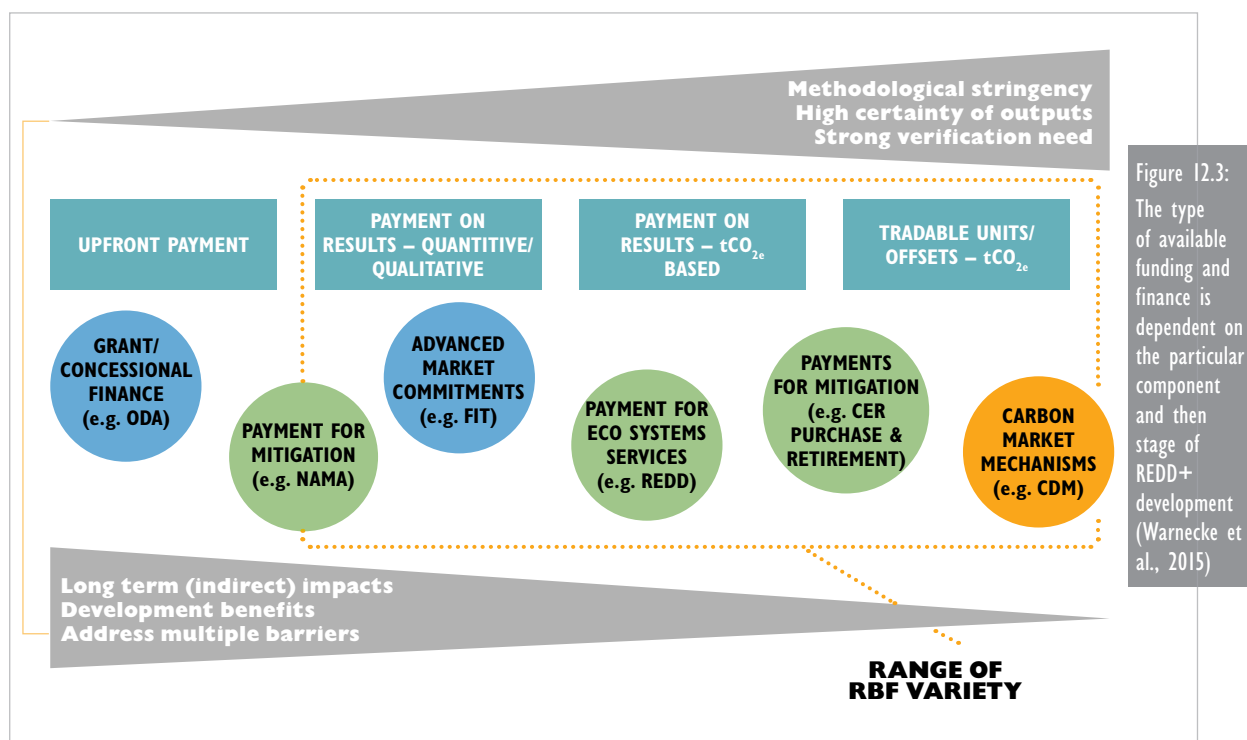 Methodological stringency
High certainty of outputs
Strong verification need
UPFRONT PAYMENT
PAYMENT ON
RESULTS – QUANTITIVE/
QUALITATIVE
PAYMENT ON
RESULTS – tCO2e
BASED
TRADABLE UNITS/
OFFSETS – tCO2e
GRANT/
CONCESSIONAL
FINANCE
(e.g. ODA)
PAYMENT FOR
MITIGATION
(e.g. NAMA)
ADVANCED
MARKET
COMMITMENTS
(e.g. FIT)
PAYMENT FOR
ECO SYSTEMS
SERVICES
(e.g. REDD)
PAYMENTS
FOR MITIGATION
(e.g. CER
PURCHASE &
RETIREMENT)
CARBON
MARKET
MECHANISMS
(e.g. CDM)
Long term (indirect) impacts
Development benefits
Address multiple barriers
RANGE OF
RBF VARIETY
Figure 12.3:
The type
of available
funding and
finance is
dependent on
the particular
component
and then
stage of
REDD+
development
(Warnecke et
al., 2015)